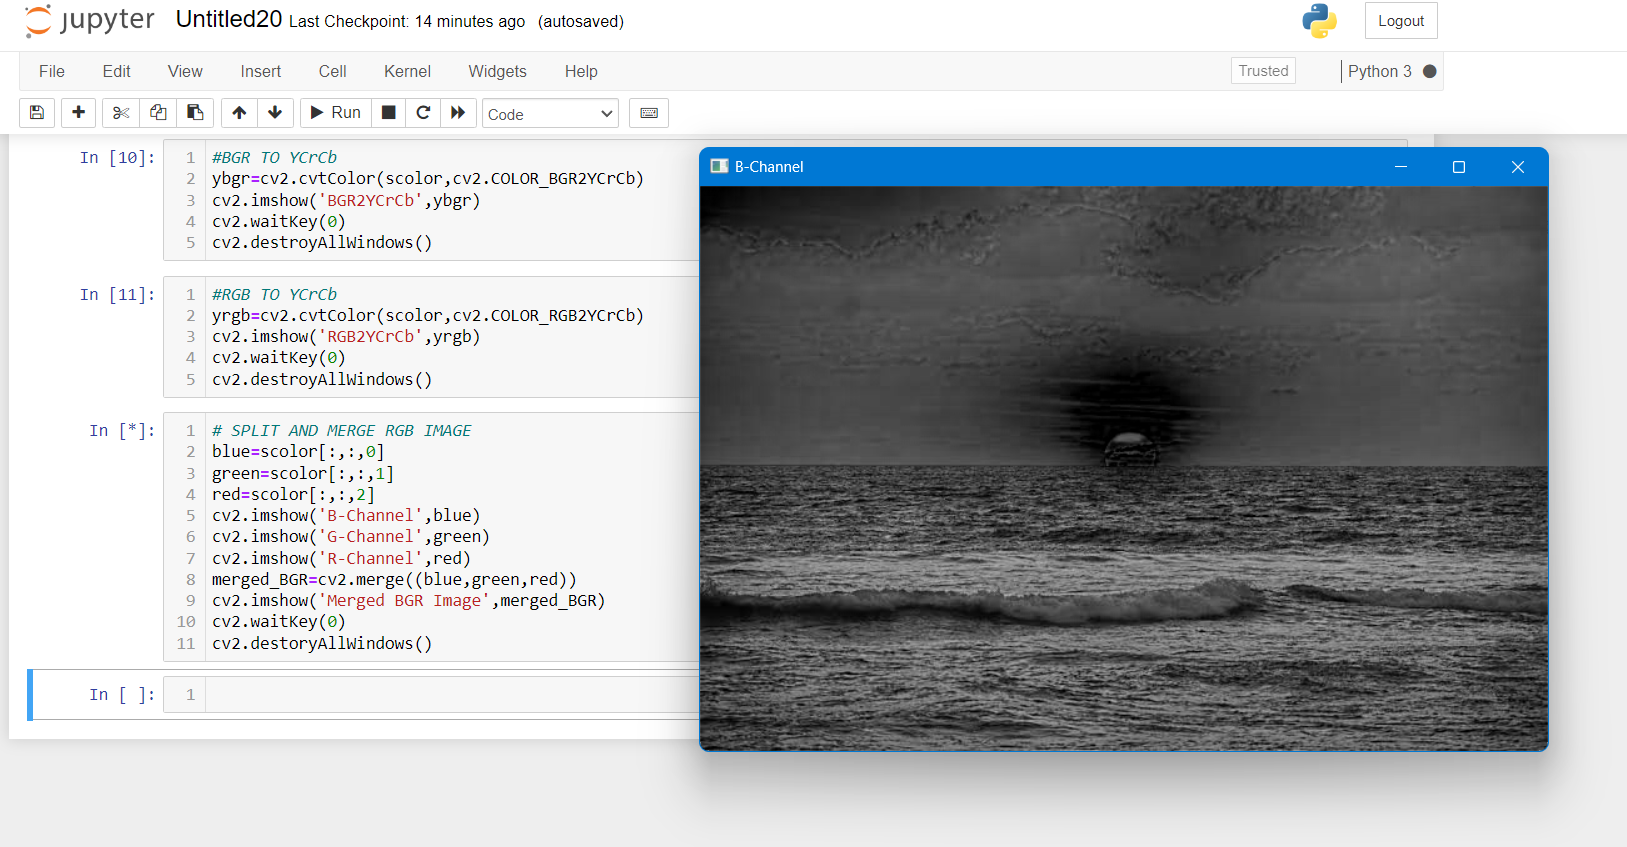 jupyter Untitled20 Last Checkpoint: 14 minutes ago (autosaved)
Logout
File Edit View Insert Cell Kernel Widgets Help
Trusted
Python 3
Run
Code
In [10]:
1 #BGR TO YCrCb
2 ybgr=cv2.cvtColor(scolor,cv2.COLOR_BGR2YCrCb)
3 cv2.imshow('BGR2YCrCb',ybgr)
4 cv2.waitKey(0)
5 cv2.destroyAllWindows()
In [11]:
1 #RGB TO YCrCb
2 yrgb=cv2.cvtColor(scolor,cv2.COLOR_RGB2YCrCb)
3 cv2.imshow('RGB2YCrCb',yrgb)
4 cv2.waitKey(0)
5 cv2.destroyAllWindows()
In [*]:
1 # SPLIT AND MERGE RGB IMAGE
2 blue=scolor[:,:,0]
3 green=scolor[:,:,1]
4 red=scolor[:,:,2]
5 cv2.imshow('B-Channel',blue)
6 cv2.imshow('G-Channel',green)
7 cv2.imshow('R-Channel',red)
8 merged_BGR=cv2.merge((blue,green,red))
9 cv2.imshow('Merged BGR Image',merged_BGR)
10 cv2.waitKey(0)
11 cv2.destoryAllWindows()
In [ ]:
1
B-Channel